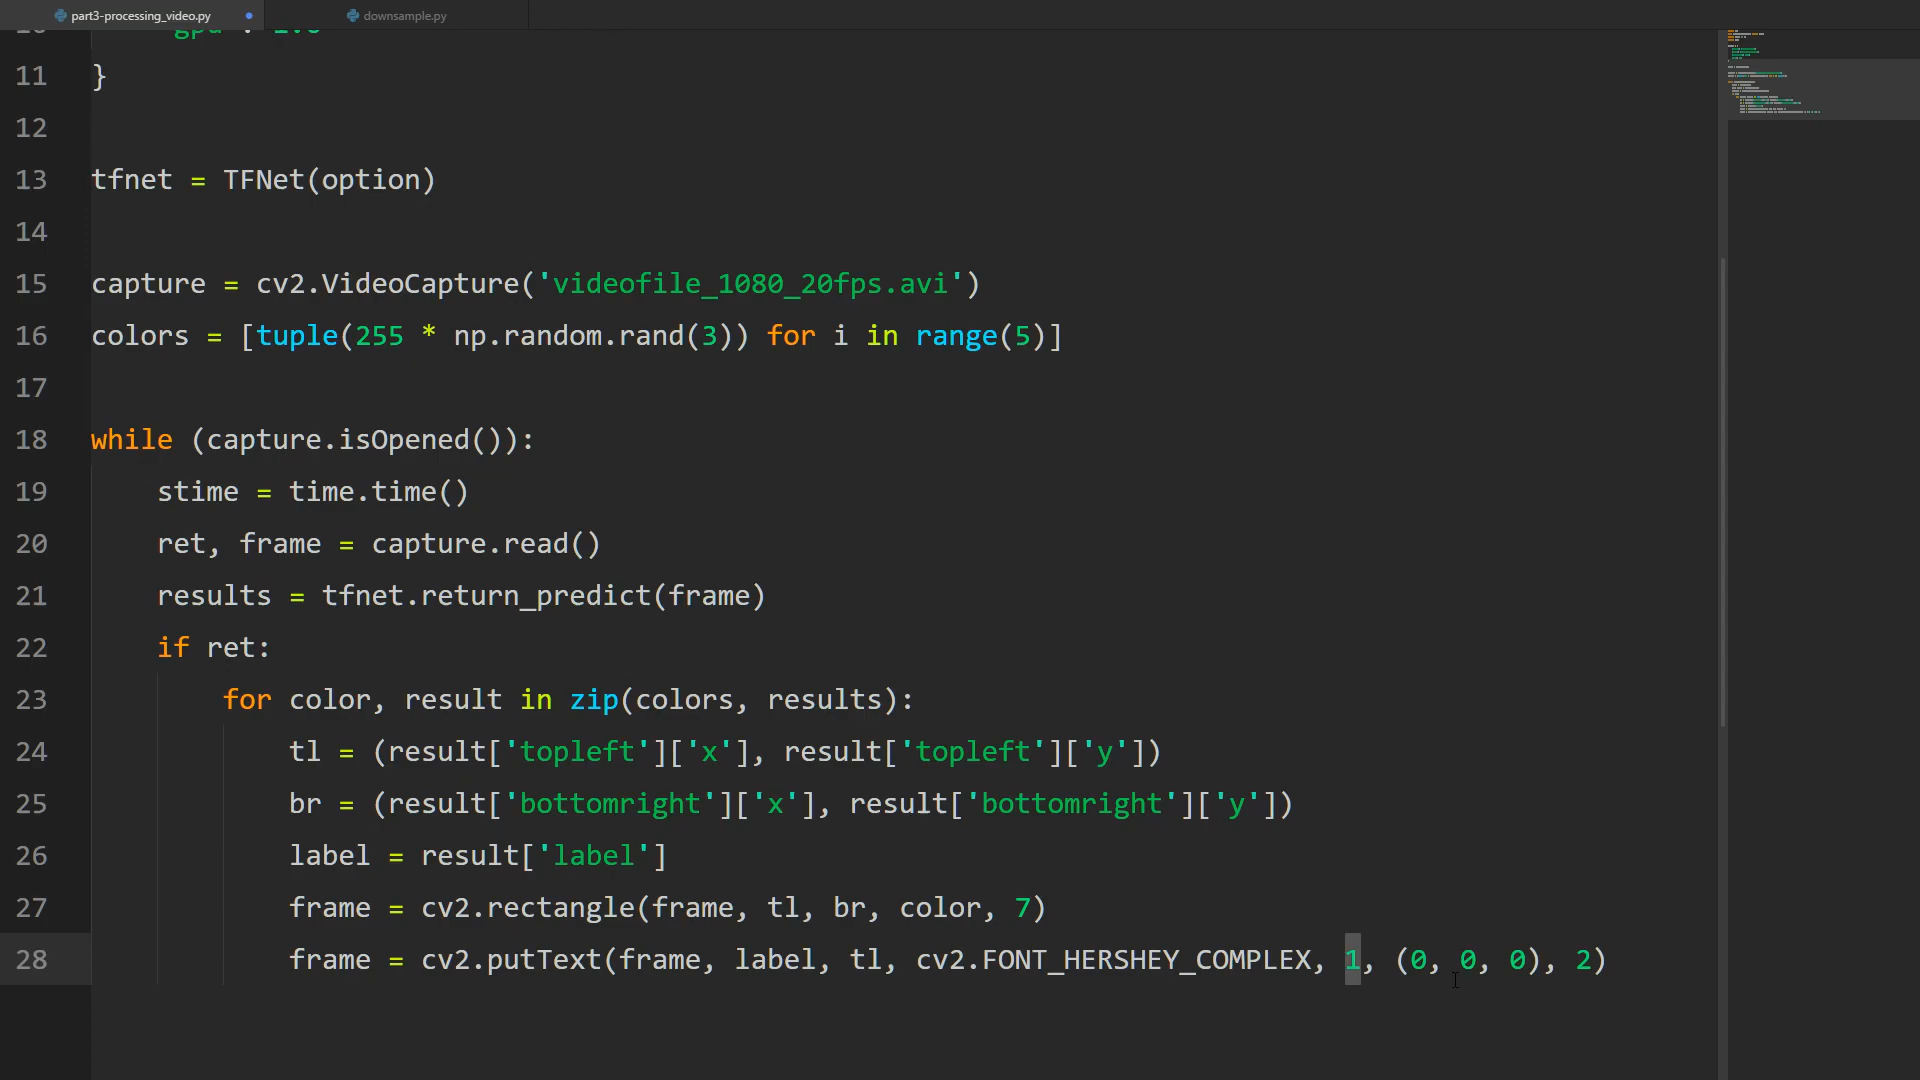 part3-processing_video.py downsample.py
11 }
12
13 tfnet = TFNet(option)
14
15 capture = cv2.VideoCapture('videofile_1080_20fps.avi')
16 colors = [tuple(255 * np.random.rand(3)) for i in range(5)]
17
18 while (capture.isOpened()):
19     stime = time.time()
20     ret, frame = capture.read()
21     results = tfnet.return_predict(frame)
22     if ret:
23         for color, result in zip(colors, results):
24             tl = (result['topleft']['x'], result['topleft']['y'])
25             br = (result['bottomright']['x'], result['bottomright']['y'])
26             label = result['label']
27             frame = cv2.rectangle(frame, tl, br, color, 7)
28             frame = cv2.putText(frame, label, tl, cv2.FONT_HERSHEY_COMPLEX, 1, (0, 0, 0), 2)